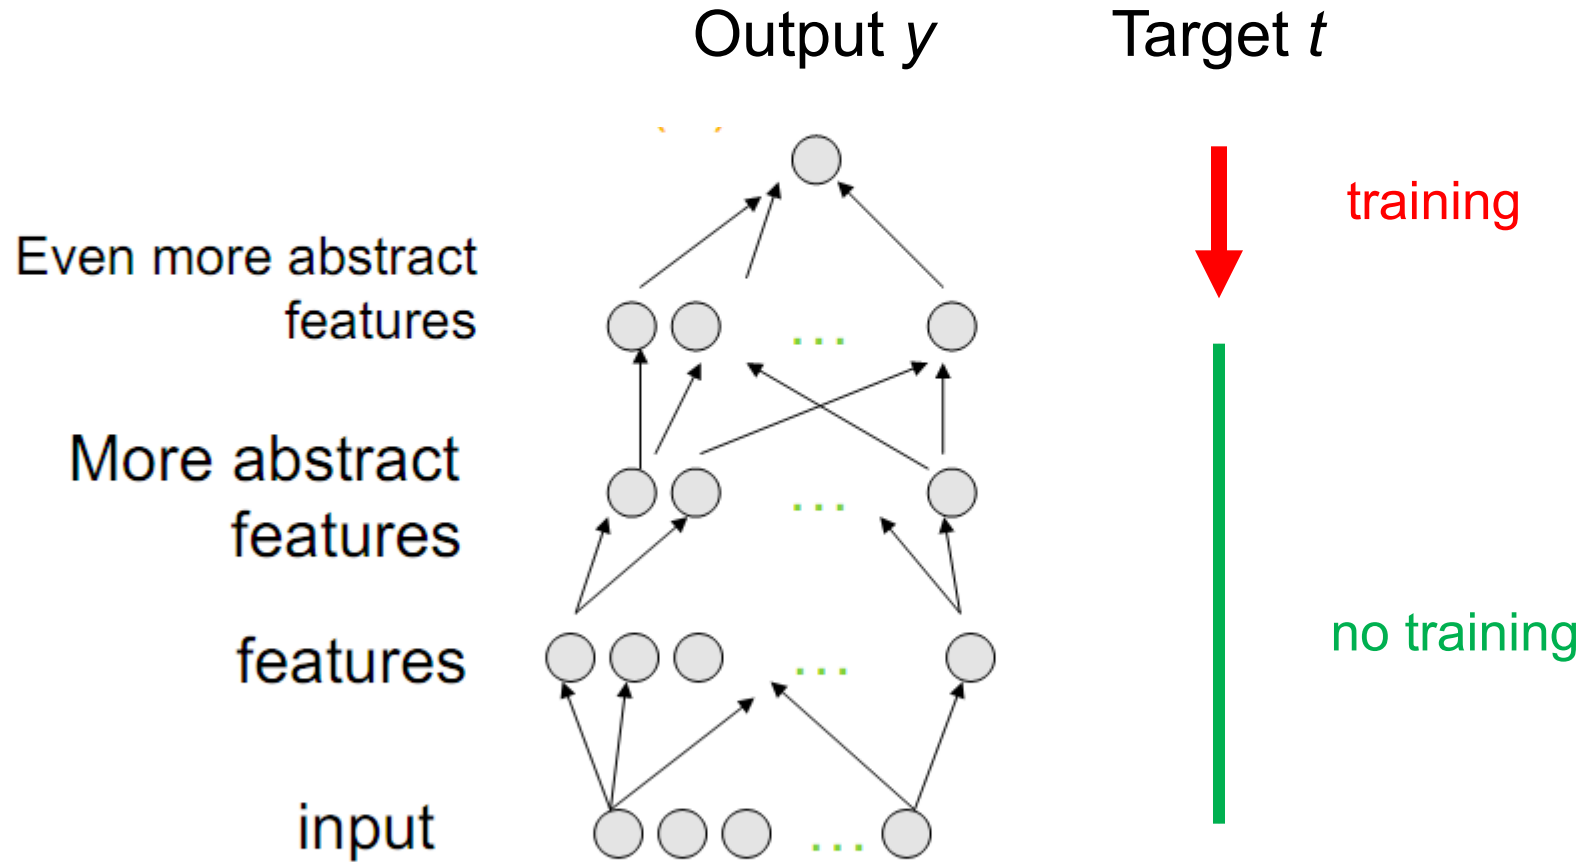 Output y
Target t
training
Even more abstract
features
...
More abstract
features
...
features
...
no training
input
...